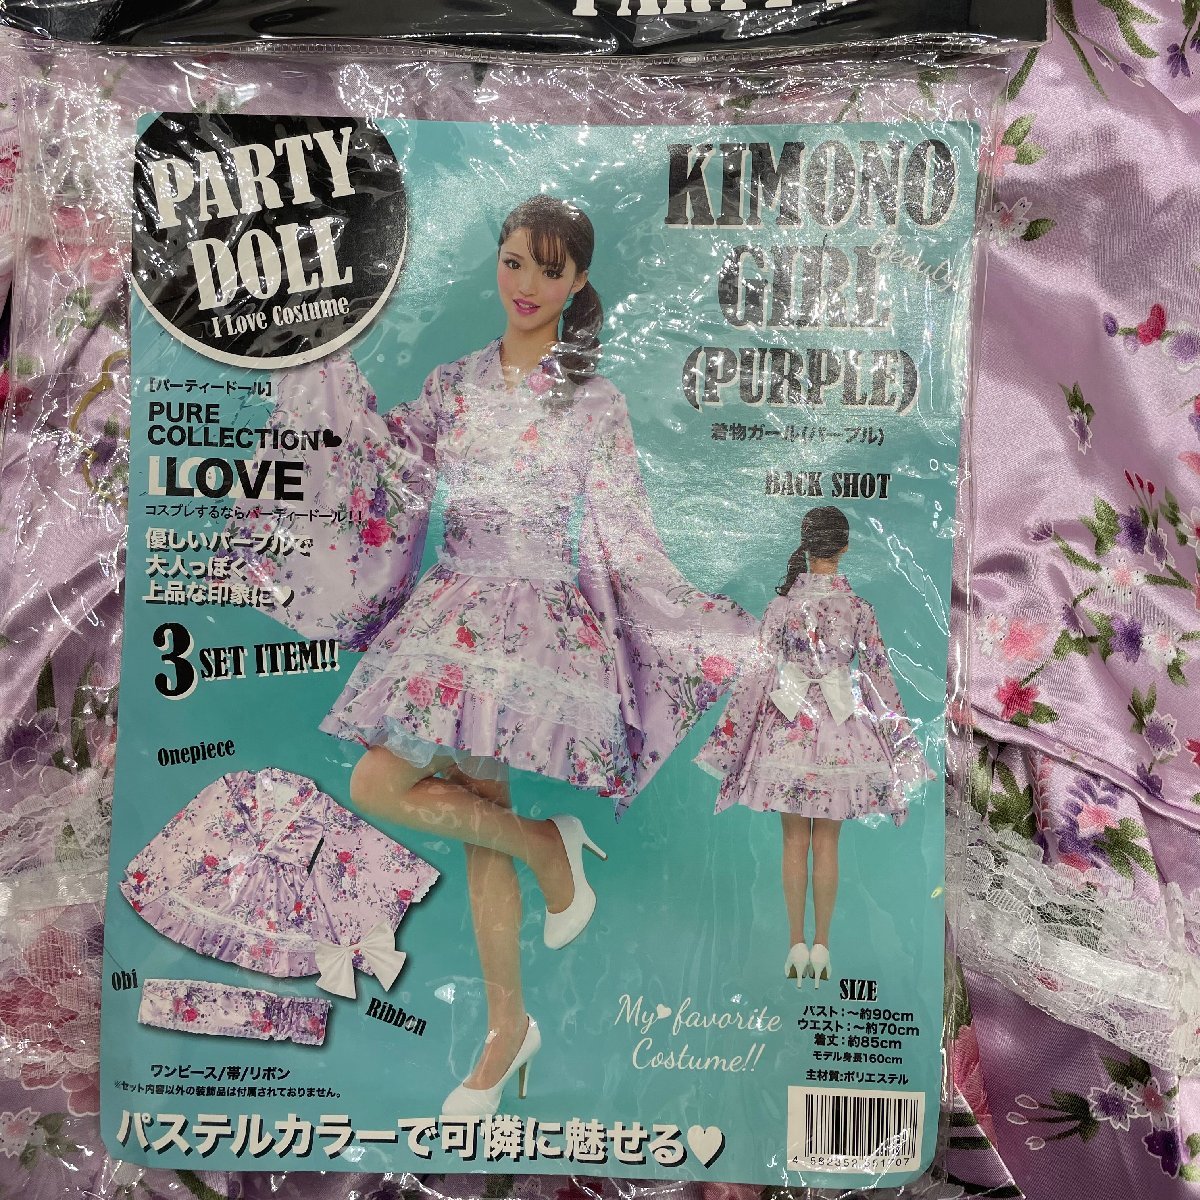 PARTY
PARTY
DOLL
I Love Costume
[パーティードール]
PURE
COLLECTION♥
LOVE
LOVE
コスプレするならパーティードール!!
優しいパープルで
大人っぽく
上品な印象に♥
3 SET ITEM!!
KIMONO
Beauty
GIRL
(PURPLE)
着物ガール(パープル)
BACK SHOT
Onepiece
Obi
Ribbon
ワンピース/帯/リボン
※セット内容以外の装飾品は付属されておりません。
My♥favorite
Costume!!
SIZE
バスト:〜約90cm
ウエスト:〜約70cm
着丈:約85cm
モデル身長160cm
主材質:ポリエステル
パステルカラーで可憐に魅せる♥